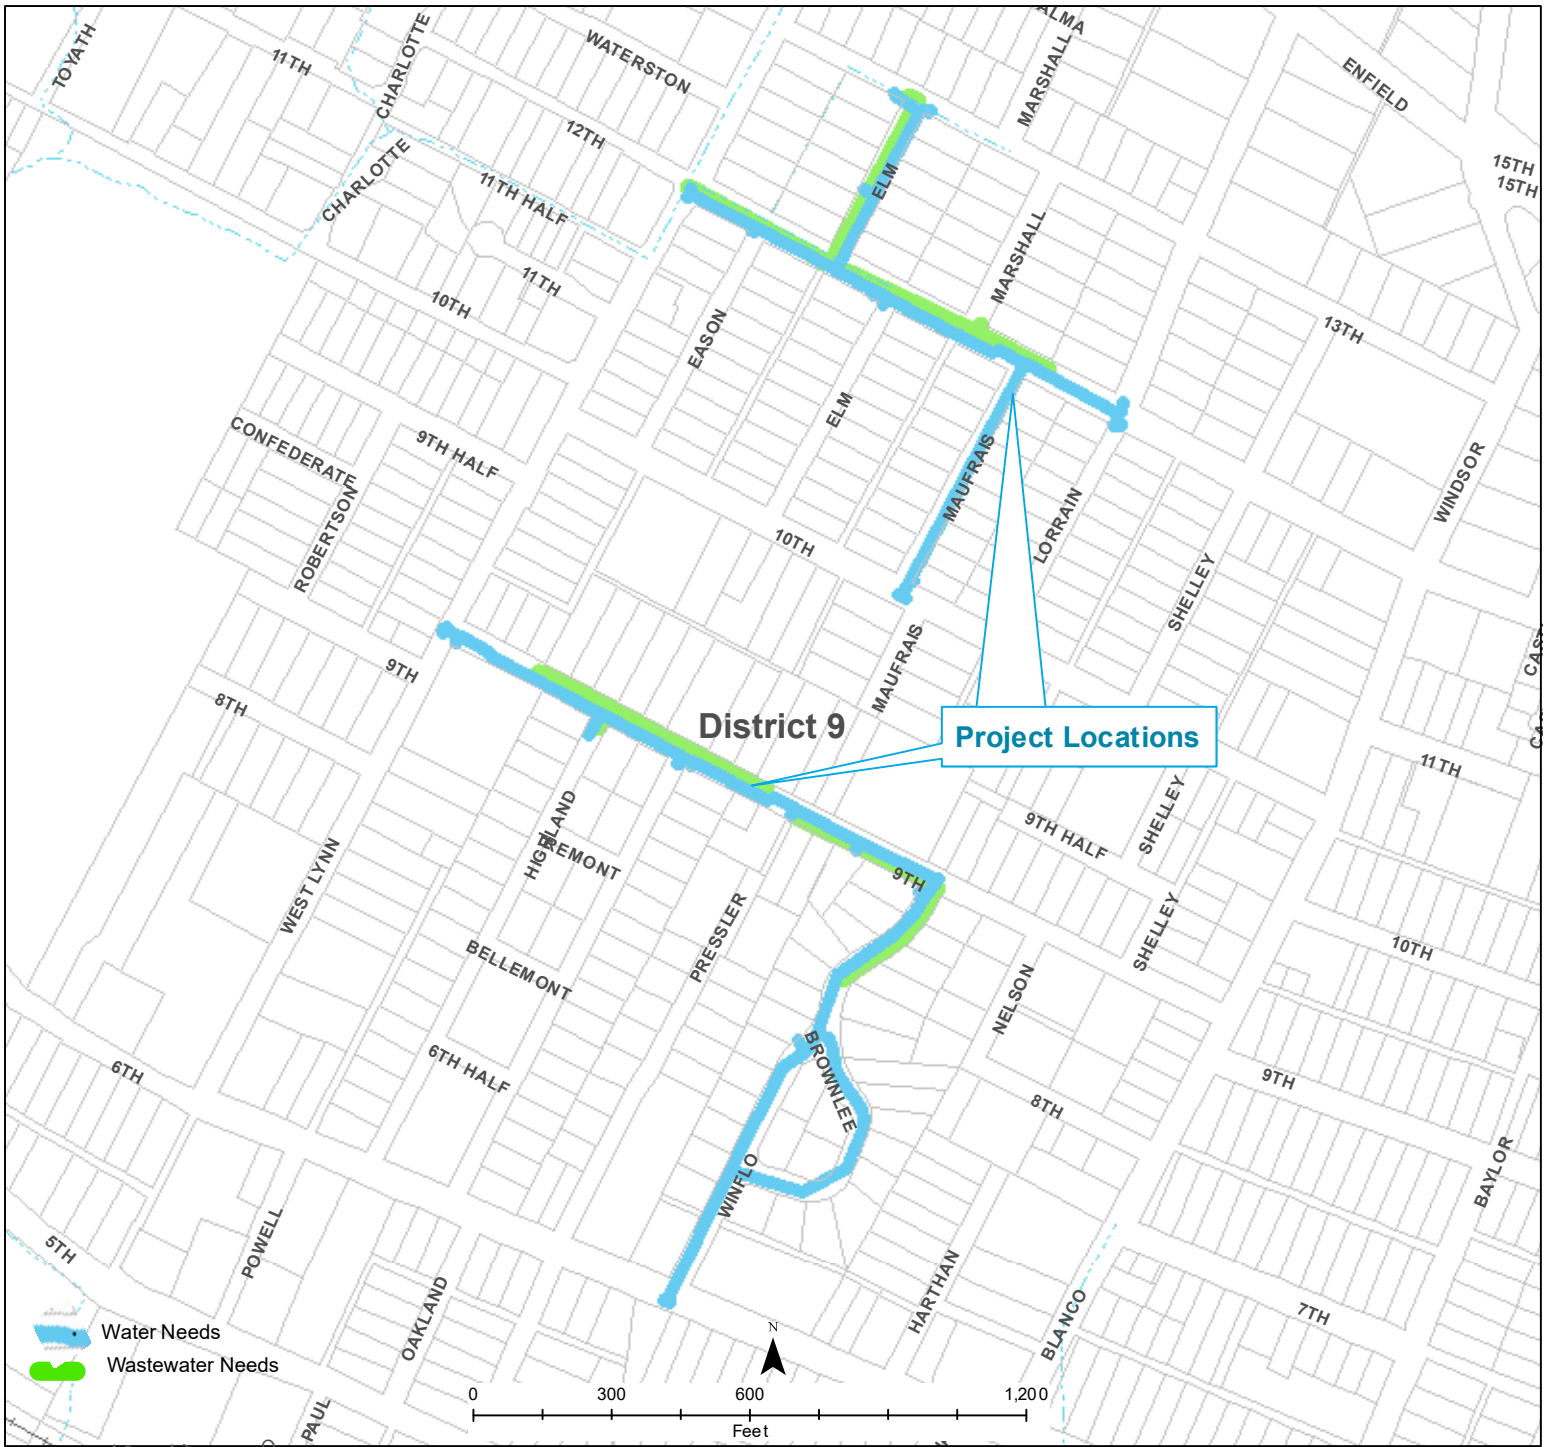 TOYATH
11TH
CHARLOTTE
WATERSTON
ALMA
MARSHALL
ENFIELD
12TH
CHARLOTTE
11TH HALF
ELM
15TH
15TH
11TH
MARSHALL
10TH
EASON
13TH
ELM
CONFEDERATE
9TH HALF
MAUFRAIS
WINDSOR
ROBERTSON
10TH
LORRAIN
SHELLEY
9TH
MAUFRAIS
8TH
District 9
Project Locations
11TH
HIGHLAND
TREMONT
9TH HALF
SHELLEY
WEST LYNN
9TH
PRESSLER
SHELLEY
BELLEMONT
10TH
NELSON
6TH
6TH HALF
BROWNLEE
9TH
8TH
WINFLO
BAYLOR
POWELL
5TH
HARTHAN
OAKLAND
BLANCO
7TH
Water Needs
Wastewater Needs
N
0 300 600 1,200
Feet
PAUL